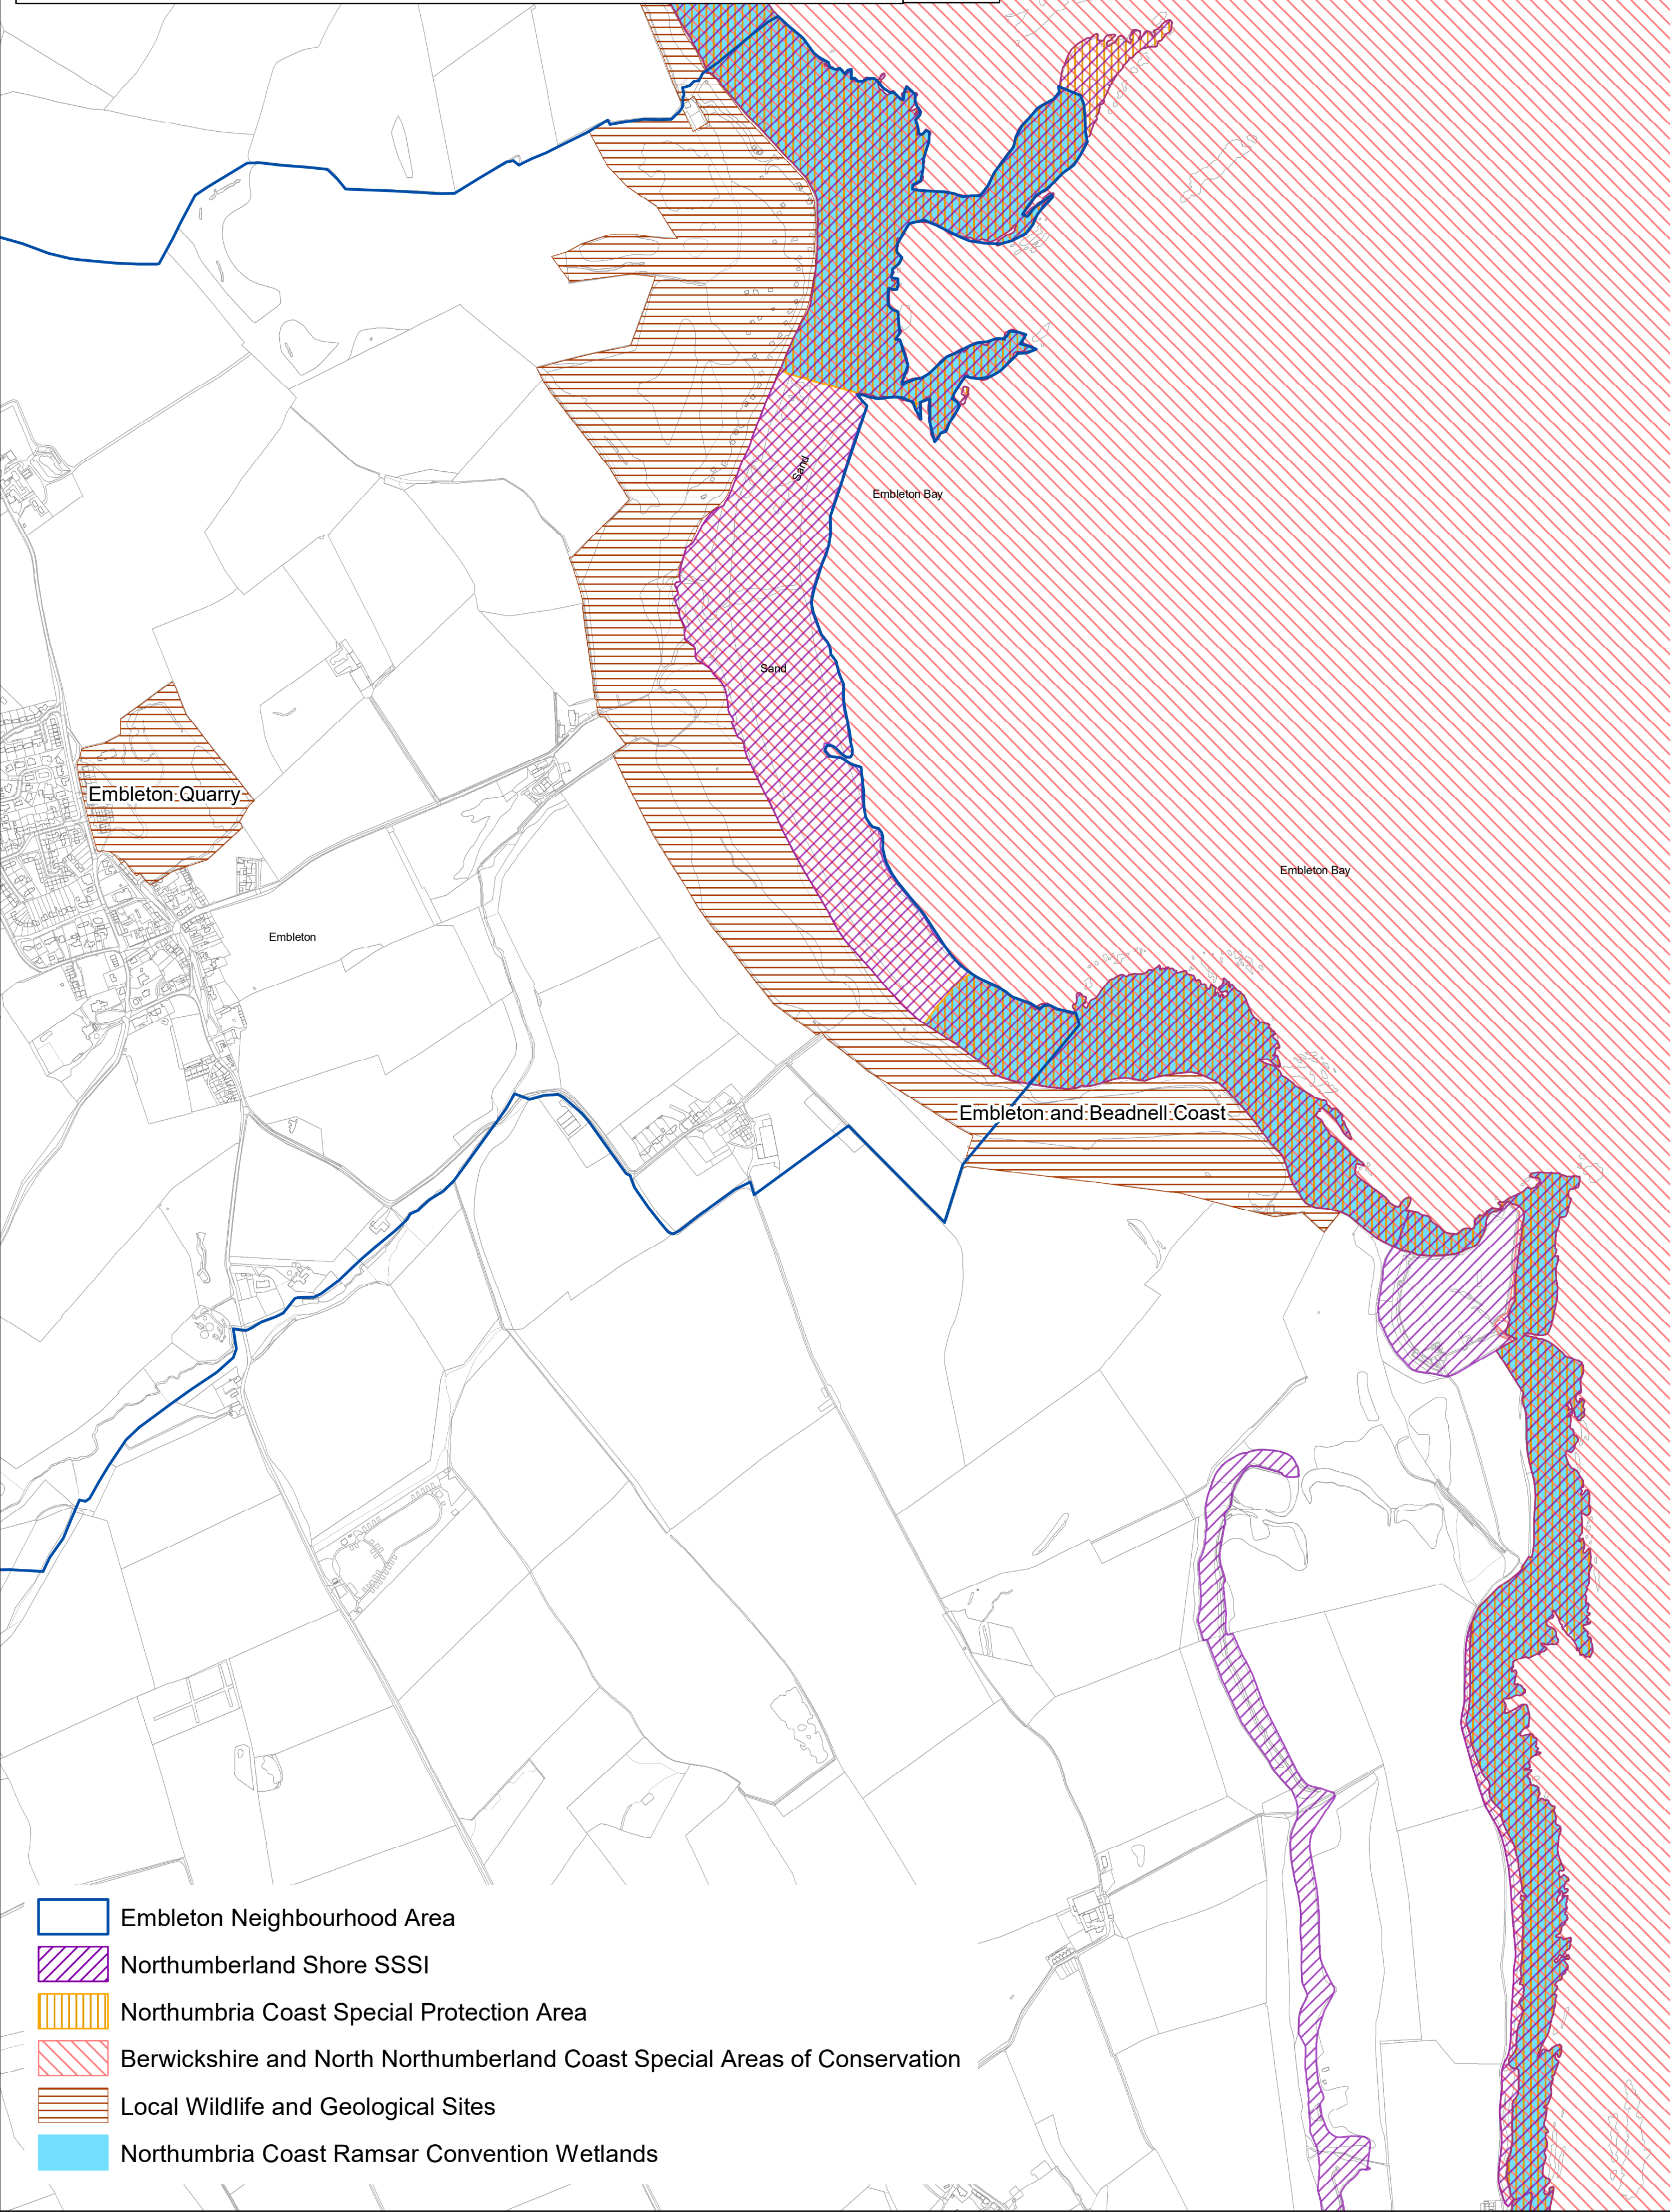 Sand
Embleton Bay
Sand
Embleton Quarry
Embleton Bay
Embleton
Embleton and Beadnell Coast
Embleton Neighbourhood Area
Northumberland Shore SSSI
Northumbria Coast Special Protection Area
Berwickshire and North Northumberland Coast Special Areas of Conservation
Local Wildlife and Geological Sites
Northumbria Coast Ramsar Convention Wetlands